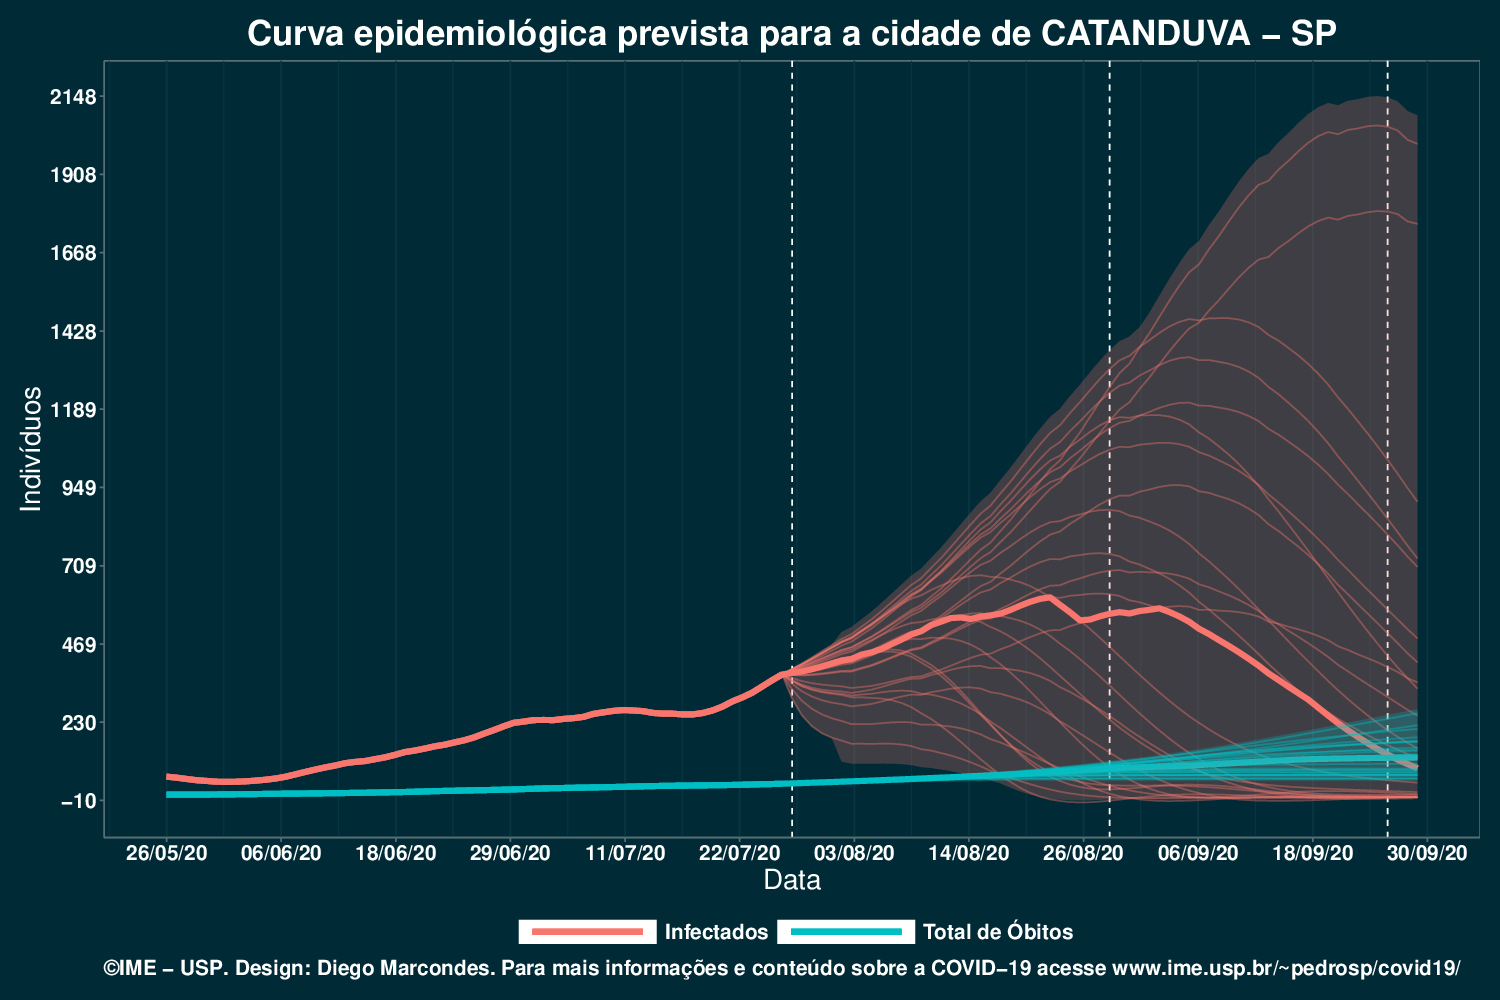 Curva epidemiológica prevista para a cidade de CATANDUVA – SP
2148
1908
1668
1428
1189
949
709
469
230
−10
Indivíduos
26/05/20 06/06/20 18/06/20 29/06/20 11/07/20 22/07/20 03/08/20 14/08/20 26/08/20 06/09/20 18/09/20 30/09/20
Data
Infectados Total de Óbitos
©IME – USP. Design: Diego Marcondes. Para mais informações e conteúdo sobre a COVID−19 acesse www.ime.usp.br/~pedrosp/covid19/